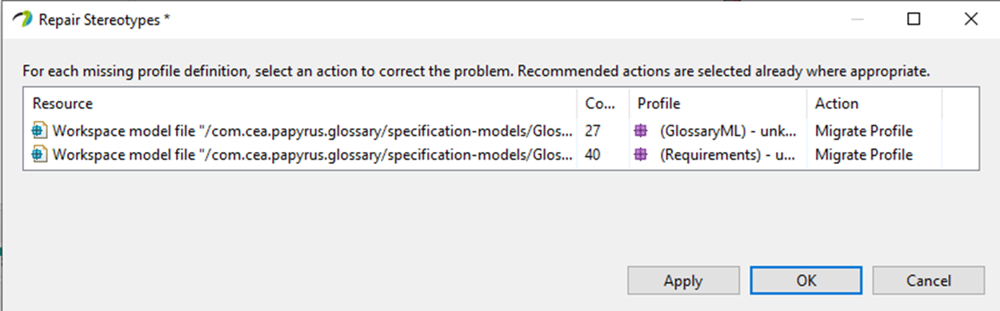 Repair Stereotypes *
For each missing profile definition, select an action to correct the problem. Recommended actions are selected already where appropriate.
Resource Co... Profile Action
Workspace model file "/com.cea.papyrus.glossary/specification-models/Glos... 27 (GlossaryML) - unk... Migrate Profile
Workspace model file "/com.cea.papyrus.glossary/specification-models/Glos... 40 (Requirements) - u... Migrate Profile
Apply OK Cancel